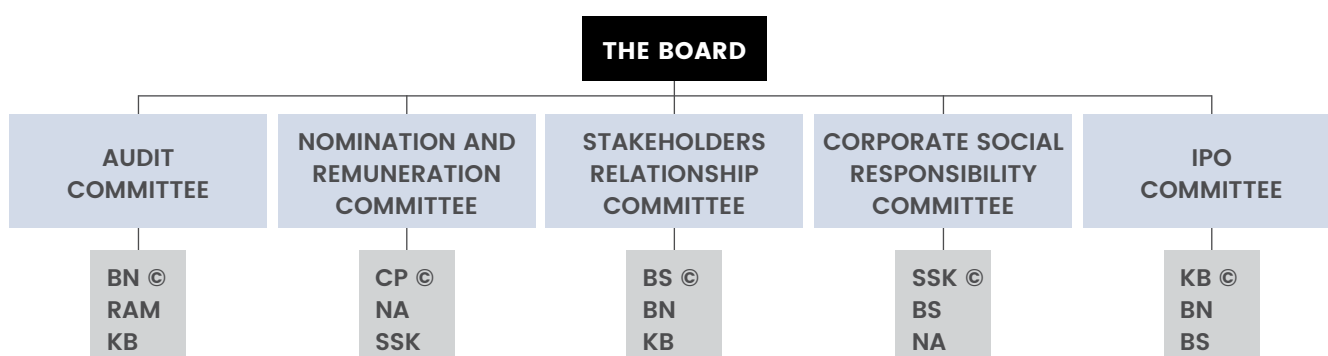 THE BOARD
AUDIT
COMMITTEE
NOMINATION AND
REMUNERATION
COMMITTEE
STAKEHOLDERS
RELATIONSHIP
COMMITTEE
CORPORATE SOCIAL
RESPONSIBILITY
COMMITTEE
IPO
COMMITTEE
BN ©
RAM
KB
CP ©
NA
SSK
BS ©
BN
KB
SSK ©
BS
NA
KB ©
BN
BS